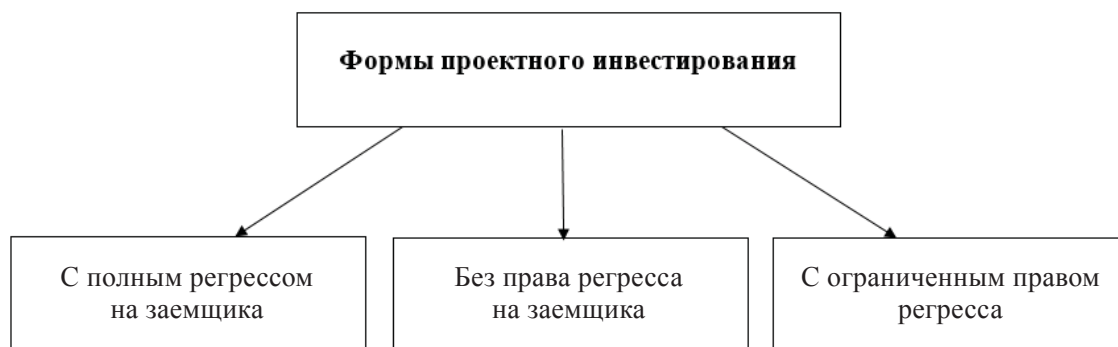 Формы проектного инвестирования
С полным регрессом
на заемщика
Без права регресса
на заемщика
С ограниченным правом
регресса